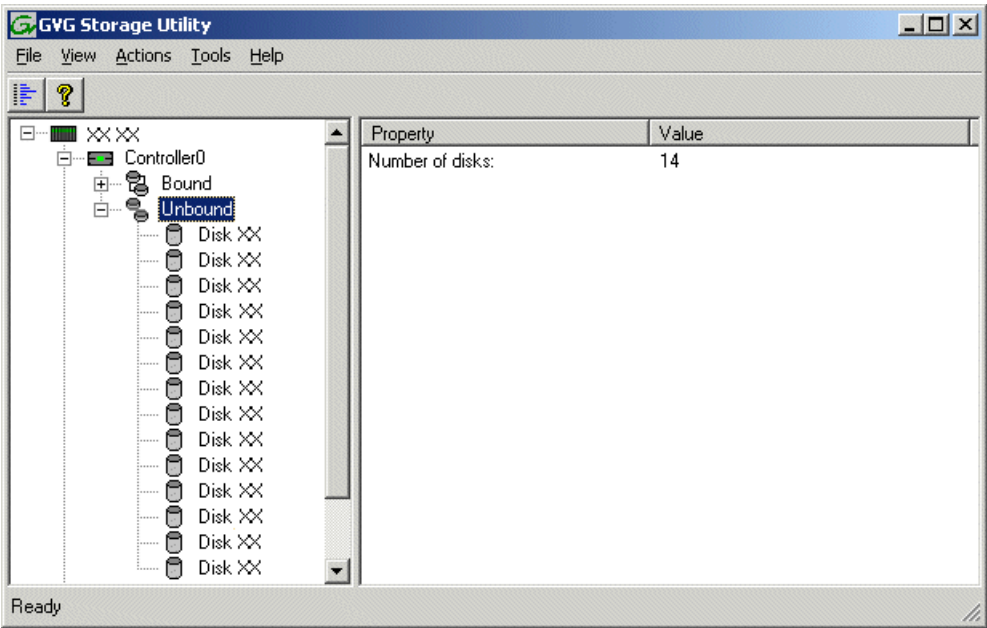 GVG Storage Utility
File View Actions Tools Help
XX XX
Controller0
Bound
Unbound
Disk XX
Disk XX
Disk XX
Disk XX
Disk XX
Disk XX
Disk XX
Disk XX
Disk XX
Disk XX
Disk XX
Disk XX
Disk XX
Disk XX
Property Value
Number of disks: 14
Ready